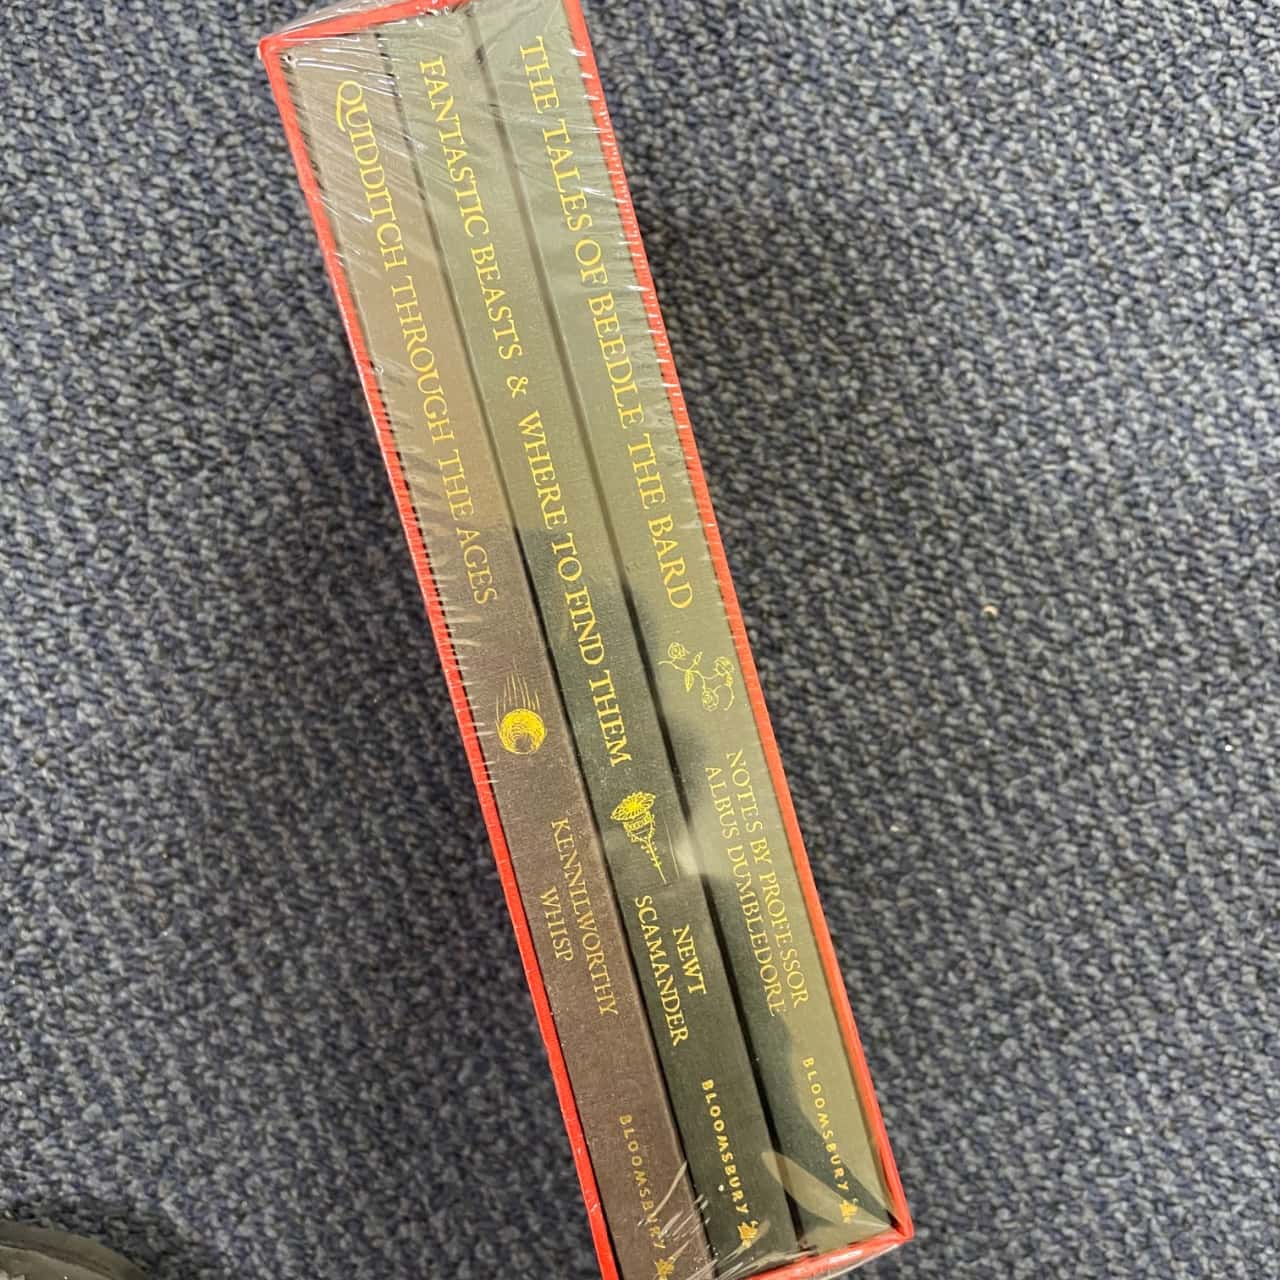 THE TALES OF BEEDLE THE BARD
NOTES BY PROFESSOR
ALBUS DUMBLEDORE
BLOOMSBURY
FANTASTIC BEASTS & WHERE TO FIND THEM
NEWT
SCAMANDER
BLOOMSBURY
QUIDDITCH THROUGH THE AGES
KENNILWORTHY
WHISP
BLOOMSBURY